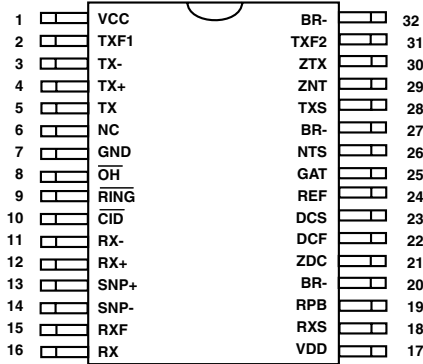 1 VCC BR- 32
2 TXF1 TXF2 31
3 TX- ZTX 30
4 TX+ ZNT 29
5 TX TXS 28
6 NC BR- 27
7 GND NTS 26
8 O̅H̅ GAT 25
9 R̅I̅N̅G̅ REF 24
10 C̅I̅D̅ DCS 23
11 RX- DCF 22
12 RX+ ZDC 21
13 SNP+ BR- 20
14 SNP- RPB 19
15 RXF RXS 18
16 RX VDD 17